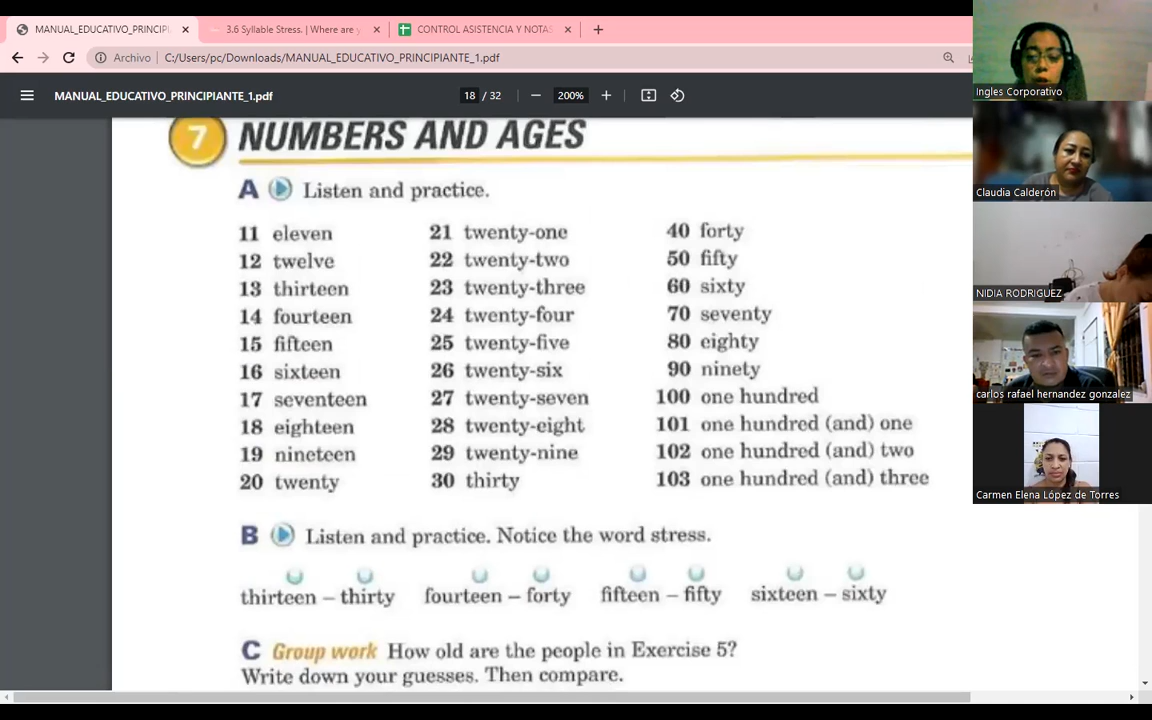 MANUAL_EDUCATIVO_PRINCIPI
3.6 Syllable Stress. | Where are y
CONTROL ASISTENCIA Y NOTAS
Archivo
C:/Users/pc/Downloads/MANUAL_EDUCATIVO_PRINCIPIANTE_1.pdf
MANUAL_EDUCATIVO_PRINCIPIANTE_1.pdf
18 / 32
200%
7 NUMBERS AND AGES
A Listen and practice.
11 eleven
12 twelve
13 thirteen
14 fourteen
15 fifteen
16 sixteen
17 seventeen
18 eighteen
19 nineteen
20 twenty
21 twenty-one
22 twenty-two
23 twenty-three
24 twenty-four
25 twenty-five
26 twenty-six
27 twenty-seven
28 twenty-eight
29 twenty-nine
30 thirty
40 forty
50 fifty
60 sixty
70 seventy
80 eighty
90 ninety
100 one hundred
101 one hundred (and) one
102 one hundred (and) two
103 one hundred (and) three
B Listen and practice. Notice the word stress.
thirteen – thirty fourteen – forty fifteen – fifty sixteen – sixty
C Group work How old are the people in Exercise 5?
Write down your guesses. Then compare.
Ingles Corporativo
Claudia Calderón
NIDIA RODRIGUEZ
carlos rafael hernandez gonzalez
Carmen Elena López de Torres